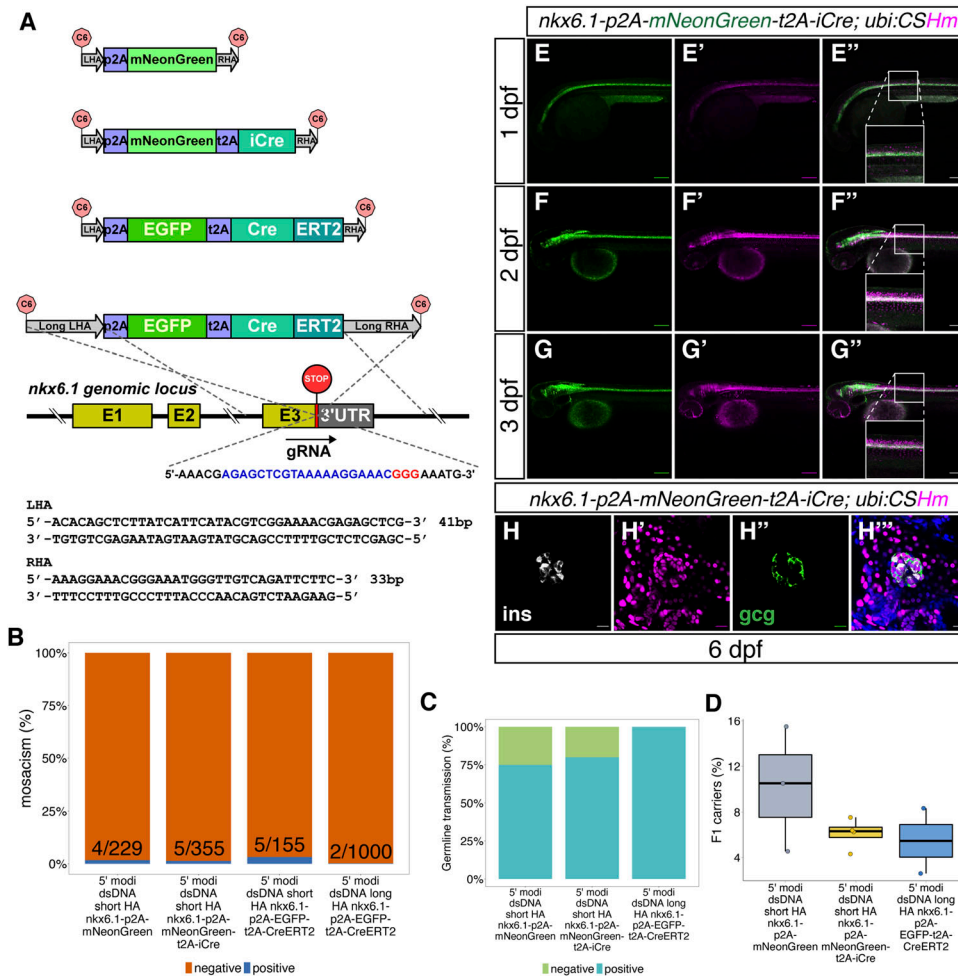 A
C6
C6
LHA
p2A
mNeonGreen
RHA
C6
C6
LHA
p2A
mNeonGreen
t2A
iCre
RHA
C6
C6
LHA
p2A
EGFP
t2A
Cre
ERT2
RHA
C6
C6
Long LHA
p2A
EGFP
t2A
Cre
ERT2
Long RHA
nkx6.1 genomic locus
STOP
E1
E2
E3
3'UTR
gRNA
5'-AAACGAGAGCTCGTAAAAAGGAAACGGGAAATG-3'
LHA
5'-ACACAGCTCTTATCATTCATACGTCGGAAAACGAGAGCTCG-3' 41bp
3'-TGTGTCGAGAATAGTAAGTATGCAGCCTTTTGCTCTCGAGC-5'
RHA
5'-AAAGGAAACGGGAAATGGGTTGTCAGATTCTTC-3' 33bp
3'-TTTCCTTTGCCCTTTACCCAACAGTCTAAGAAG-5'
nkx6.1-p2A-mNeonGreen-t2A-iCre; ubi:CSHm
1 dpf
E
E'
E''
2 dpf
F
F'
F''
3 dpf
G
G'
G''
nkx6.1-p2A-mNeonGreen-t2A-iCre; ubi:CSHm
H
H'
H''
H'''
ins
gcg
6 dpf
B
mosacism (%)
100%
75%
50%
25%
0%
4/229
5/355
5/155
2/1000
5' modi
dsDNA
short HA
nkx6.1-p2A-
mNeonGreen
5' modi
dsDNA
short HA
nkx6.1-p2A-
mNeonGreen-
t2A-iCre
5' modi
dsDNA short
HA nkx6.1-
p2A-EGFP-
t2A-CreERT2
5' modi
dsDNA long
HA nkx6.1-
p2A-EGFP-
t2A-CreERT2
negative
positive
C
Germline transmission (%)
100%
75%
50%
25%
0%
5' modi
dsDNA
short HA
nkx6.1-p2A-
mNeonGreen
5' modi
dsDNA
short HA
nkx6.1-p2A-
mNeonGreen-
t2A-iCre
5' modi
dsDNA long
HA nkx6.1-
p2A-EGFP-
t2A-CreERT2
negative
positive
D
F1 carriers (%)
16
12
8
4
5' modi
dsDNA
short HA
nkx6.1-
p2A-
mNeonGreen
5' modi
dsDNA
short HA
nkx6.1-
p2A-
mNeonGreen-
t2A-iCre
5' modi
dsDNA long
HA nkx6.1-
p2A-
EGFP-t2A-
CreERT2